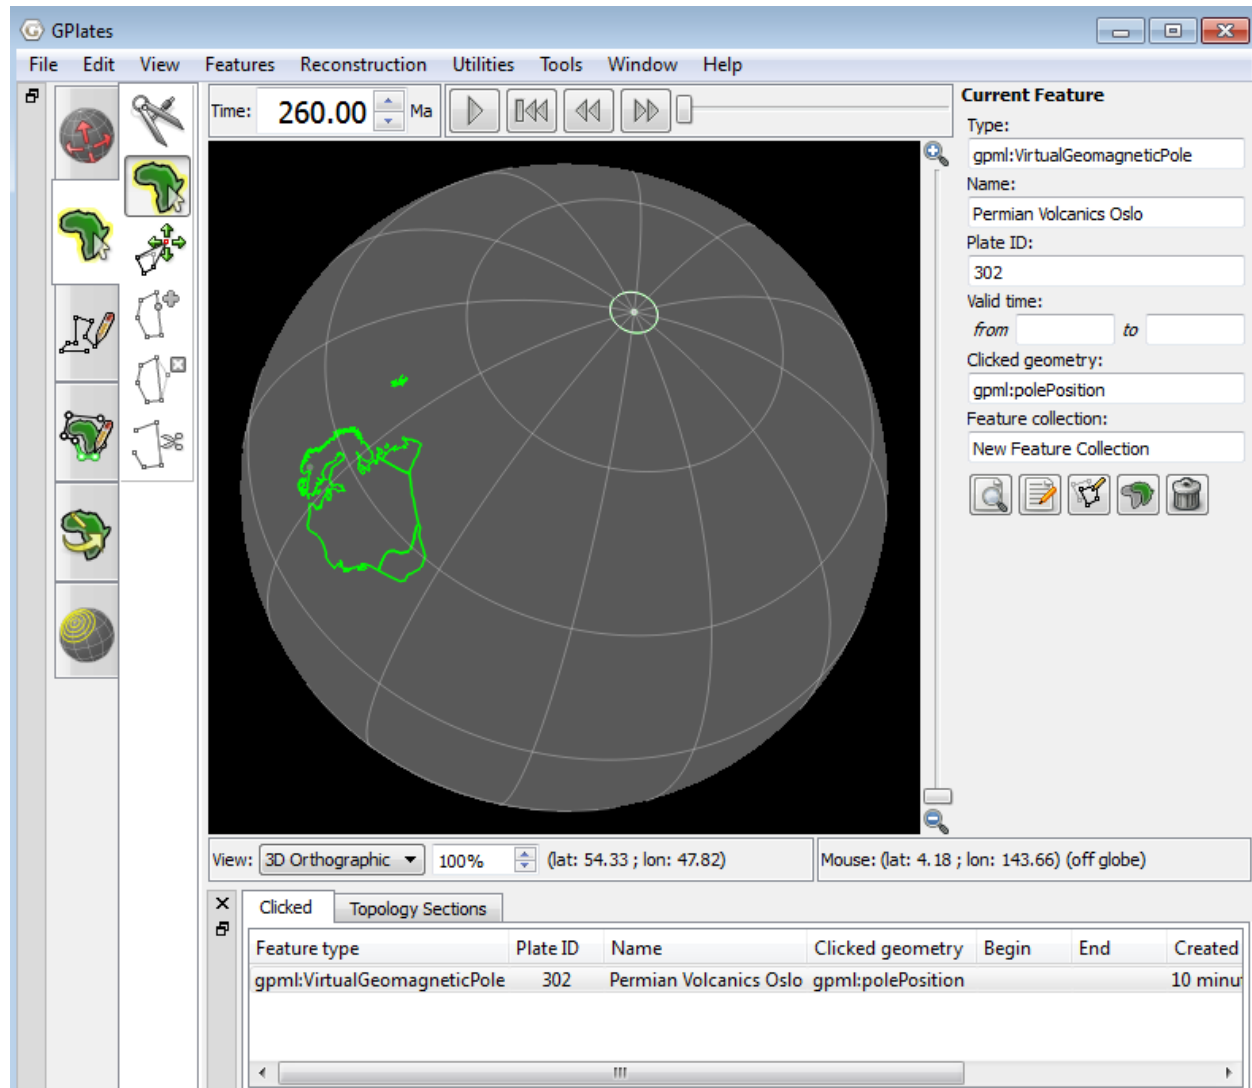 GPlates
File Edit View Features Reconstruction Utilities Tools Window Help
Time: 260.00 Ma
Current Feature
Type:
gpml:VirtualGeomagneticPole
Name:
Permian Volcanics Oslo
Plate ID:
302
Valid time:
from to
Clicked geometry:
gpml:polePosition
Feature collection:
New Feature Collection
View: 3D Orthographic 100% (lat: 54.33 ; lon: 47.82) Mouse: (lat: 4.18 ; lon: 143.66) (off globe)
Clicked Topology Sections
Feature type Plate ID Name Clicked geometry Begin End Created
gpml:VirtualGeomagneticPole 302 Permian Volcanics Oslo gpml:polePosition 10 minu